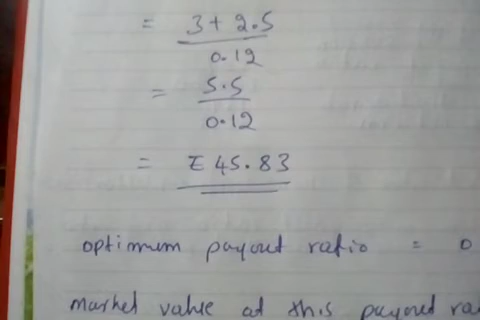 = 3 + 2.5
0.12
= 5.5
0.12
= ₹ 45.83
optimum payout ratio = 0
market value at this payout ra